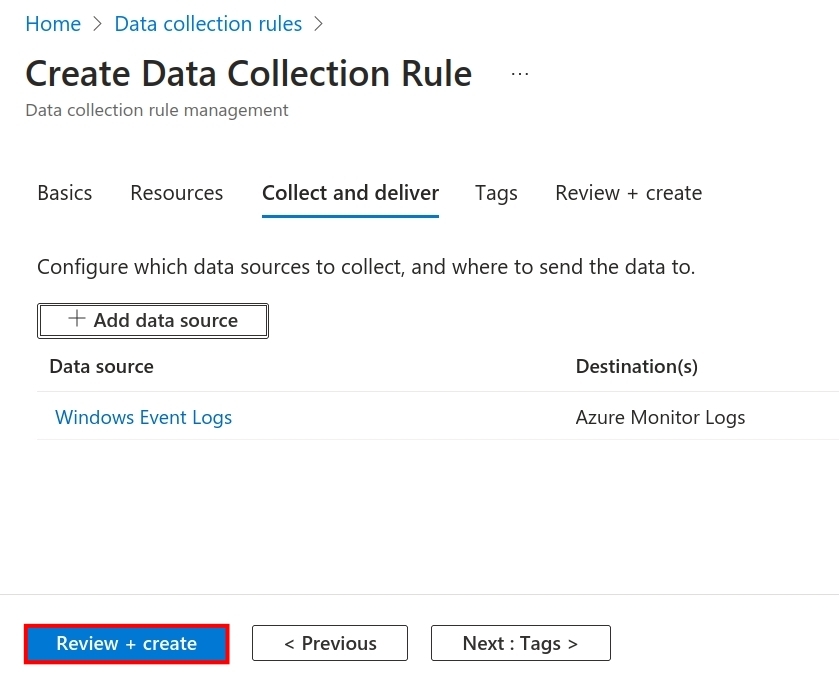 Home > Data collection rules >
Create Data Collection Rule ...
Data collection rule management
Basics Resources Collect and deliver Tags Review + create
Configure which data sources to collect, and where to send the data to.
+ Add data source
Data source Destination(s)
Windows Event Logs Azure Monitor Logs
Review + create < Previous Next : Tags >